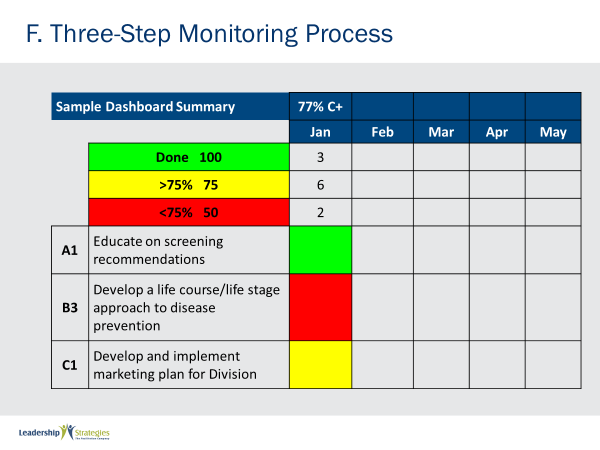 F. Three-Step Monitoring Process
Sample Dashboard Summary 77% C+
Jan Feb Mar Apr May
Done 100 3
>75% 75 6
<75% 50 2
A1 Educate on screening
recommendations
B3 Develop a life course/life stage
approach to disease
prevention
C1 Develop and implement
marketing plan for Division
Leadership Strategies
The Facilitation Company